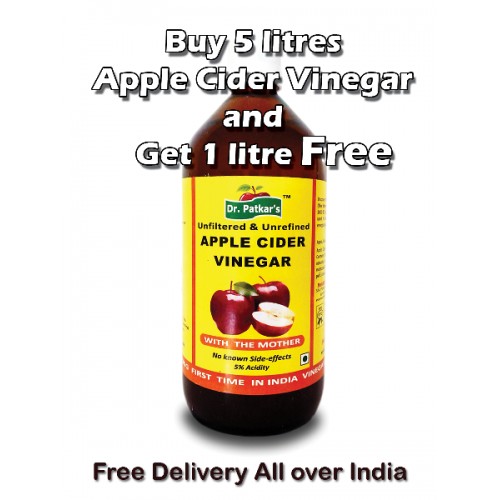 Buy 5 litres
Apple Cider Vinegar
and
Get 1 litre Free
Dr. Patkar's ™
Unfiltered & Unrefined
APPLE CIDER
VINEGAR
WITH THE MOTHER
No known Side-effects
5% Acidity
FIRST TIME IN INDIA VINEGAR
Free Delivery All over India